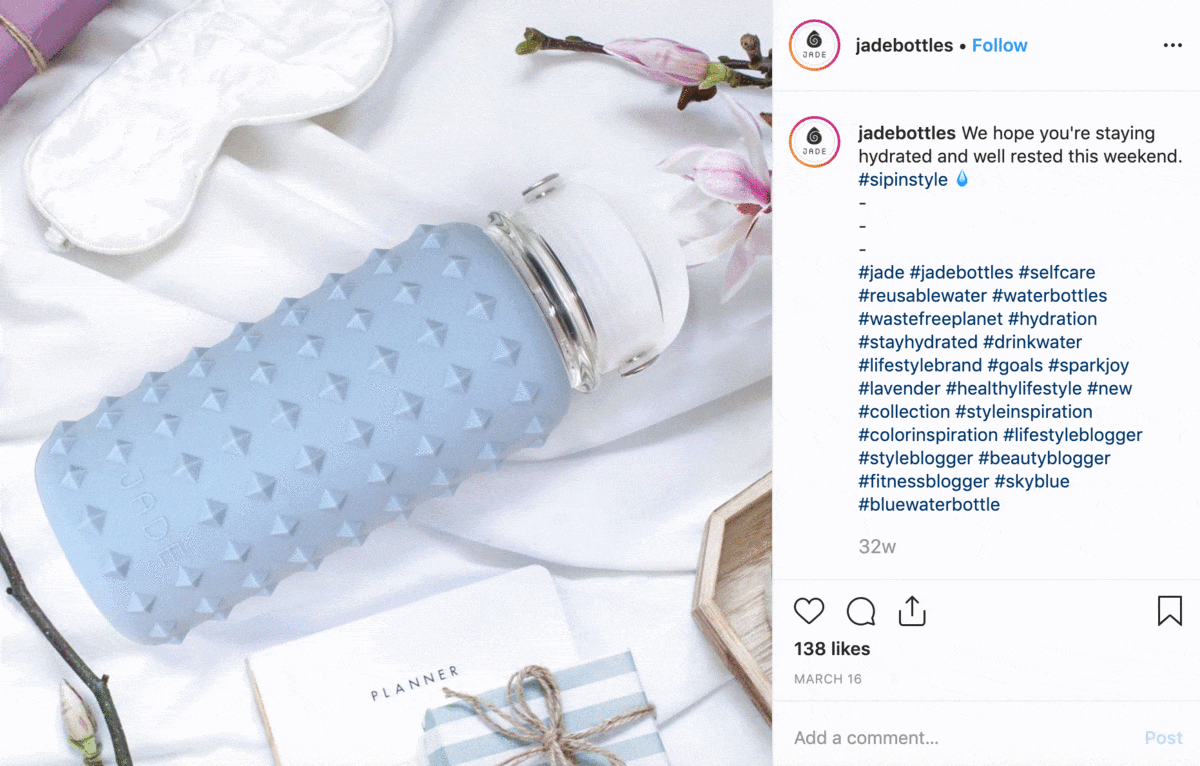 JADE
jadebottles • Follow
JADE
jadebottles We hope you're staying
hydrated and well rested this weekend.
#sipinstyle 💧
-
-
-
#jade #jadebottles #selfcare
#reusablewater #waterbottles
#wastefreeplanet #hydration
#stayhydrated #drinkwater
#lifestylebrand #goals #sparkjoy
#lavender #healthylifestyle #new
#collection #styleinspiration
#colorinspiration #lifestyleblogger
#styleblogger #beautyblogger
#fitnessblogger #skyblue
#bluewaterbottle
32w
138 likes
MARCH 16
Add a comment...
Post
JADE
PLANNER